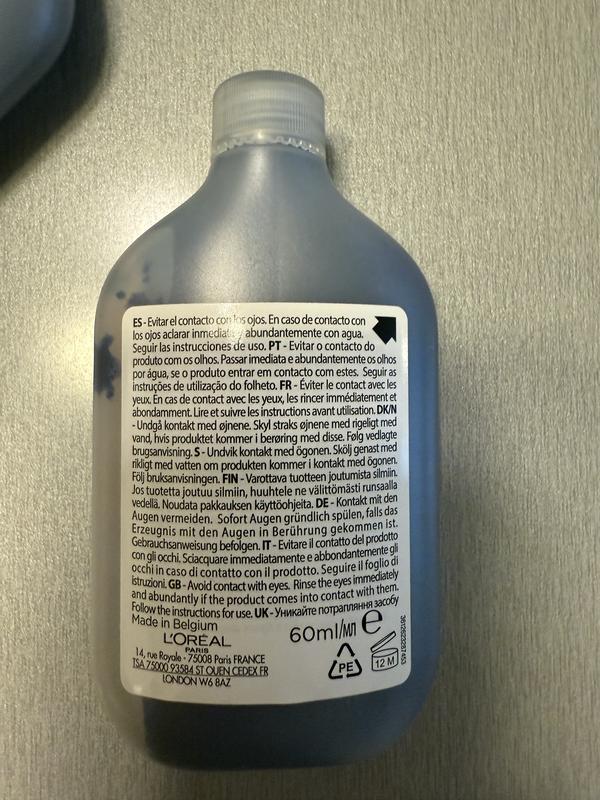 ES - Evitar el contacto con los ojos. En caso de contacto con
los ojos aclarar inmediata y abundantemente con agua.
Seguir las instrucciones de uso. PT - Evitar o contacto do
produto com os olhos. Passar imediata e abundantemente os olhos
por água, se o produto entrar em contacto com estes. Seguir as
instruções de utilização do folheto. FR - Éviter le contact avec les
yeux. En cas de contact avec les yeux, les rincer immédiatement et
abondamment. Lire et suivre les instructions avant utilisation. DK/N
- Undgå kontakt med øjnene. Skyl straks øjnene med rigeligt med
vand, hvis produktet kommer i berøring med disse. Følg vedlagte
brugsanvisning. S - Undvik kontakt med ögonen. Skölj genast med
rikligt med vatten om produkten kommer i kontakt med ögonen.
Följ bruksanvisningen. FIN - Varottava tuotteen joutumista silmiin.
Jos tuotetta joutuu silmiin, huuhtele ne välittömästi runsaalla
vedellä. Noudata pakkauksen käyttöohjeita. DE - Kontakt mit den
Augen vermeiden. Sofort Augen gründlich spülen, falls das
Erzeugnis mit den Augen in Berührung gekommen ist.
Gebrauchsanweisung befolgen. IT - Evitare il contatto del prodotto
con gli occhi. Sciacquare immediatamente e abbondantemente gli
occhi in caso di contatto con il prodotto. Seguire il foglio di
istruzioni. GB - Avoid contact with eyes. Rinse the eyes immediately
and abundantly if the product comes into contact with them.
Follow the instructions for use. UK - Уникайте потрапляння засобу
Made in Belgium
L'ORÉAL
PARIS
14, rue Royale - 75008 Paris FRANCE
TSA 75000 93584 ST OUEN CEDEX FR
LONDON W6 8AZ
60ml/мл e
PE
12 M